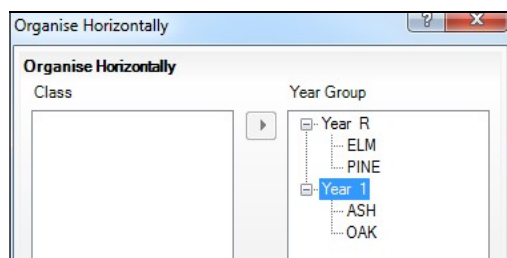 Organise Horizontally
?
X
Organise Horizontally
Class
Year Group
Year R
ELM
PINE
Year 1
ASH
OAK